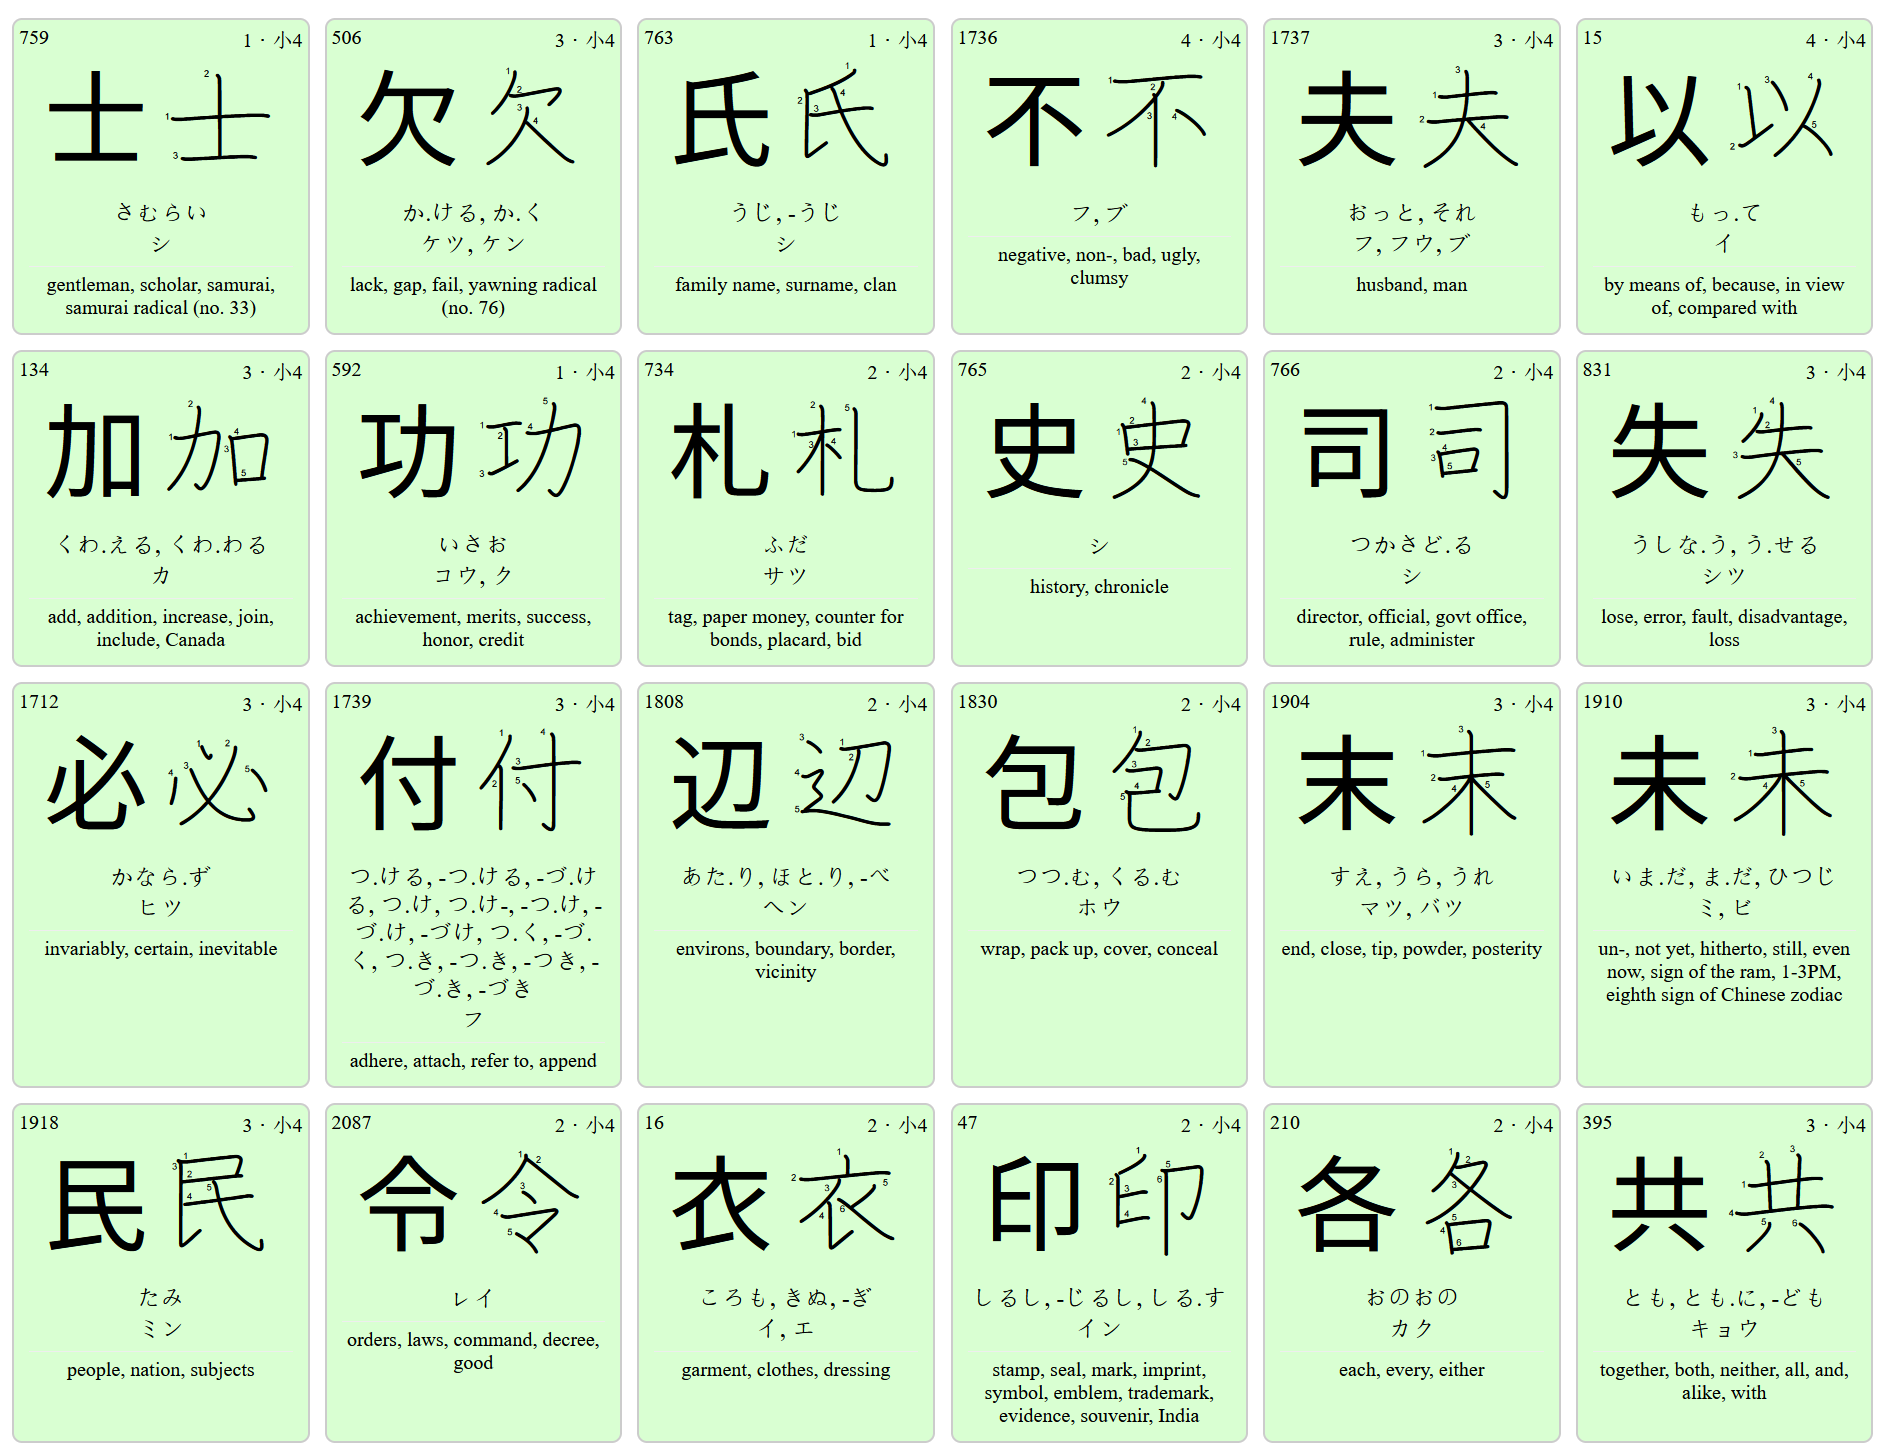 759 1 · 小4
士 士
さむらい
シ
gentleman, scholar, samurai,
samurai radical (no. 33)
506 3 · 小4
欠 欠
か.ける, か.く
ケツ, ケン
lack, gap, fail, yawning radical
(no. 76)
763 1 · 小4
氏 氏
うじ, -うじ
シ
family name, surname, clan
1736 4 · 小4
不 不
フ, ブ
negative, non-, bad, ugly,
clumsy
1737 3 · 小4
夫 夫
おっと, それ
フ, フウ, ブ
husband, man
15 4 · 小4
以 以
もっ.て
イ
by means of, because, in view
of, compared with
134 3 · 小4
加 加
くわ.える, くわ.わる
カ
add, addition, increase, join,
include, Canada
592 1 · 小4
功 功
いさお
コウ, ク
achievement, merits, success,
honor, credit
734 2 · 小4
札 札
ふだ
サツ
tag, paper money, counter for
bonds, placard, bid
765 2 · 小4
史 史
シ
history, chronicle
766 2 · 小4
司 司
つかさど.る
シ
director, official, govt office,
rule, administer
831 3 · 小4
失 失
うしな.う, う.せる
シツ
lose, error, fault, disadvantage,
loss
1712 3 · 小4
必 必
かなら.ず
ヒツ
invariably, certain, inevitable
1739 3 · 小4
付 付
つ.ける, -つ.ける, -づ.け
る, つ.け, つ.け-, -つ.け, -
づ.け, -づけ, つ.く, -づ.
く, つ.き, -つ.き, -つき, -
づ.き, -づき
フ
adhere, attach, refer to, append
1808 2 · 小4
辺 辺
あた.り, ほと.り, -べ
ヘン
environs, boundary, border,
vicinity
1830 2 · 小4
包 包
つつ.む, くる.む
ホウ
wrap, pack up, cover, conceal
1904 3 · 小4
末 末
すえ, うら, うれ
マツ, バツ
end, close, tip, powder, posterity
1910 3 · 小4
未 未
いま.だ, ま.だ, ひつじ
ミ, ビ
un-, not yet, hitherto, still, even
now, sign of the ram, 1-3PM,
eighth sign of Chinese zodiac
1918 3 · 小4
民 民
たみ
ミン
people, nation, subjects
2087 2 · 小4
令 令
レイ
orders, laws, command, decree,
good
16 2 · 小4
衣 衣
ころも, きぬ, -ぎ
イ, エ
garment, clothes, dressing
47 2 · 小4
印 印
しるし, -じるし, しる.す
イン
stamp, seal, mark, imprint,
symbol, emblem, trademark,
evidence, souvenir, India
210 2 · 小4
各 各
おのおの
カク
each, every, either
395 3 · 小4
共 共
とも, とも.に, -ども
キョウ
together, both, neither, all, and,
alike, with